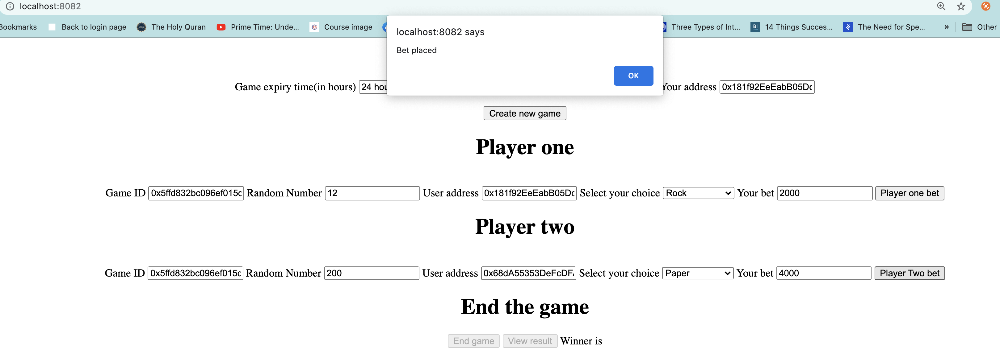 localhost:8082
Bookmarks Back to login page The Holy Quran Prime Time: Unde... Course image Three Types of Int... BI 14 Things Succes... The Need for Spe... » Other
localhost:8082 says
Bet placed
OK
Game expiry time(in hours) 24 Your address 0x181f92EeEabB05Dc
Create new game
Player one
Game ID 0x5ffd832bc096ef015c Random Number 12 User address 0x181f92EeEabB05Dc Select your choice Rock Your bet 2000 Player one bet
Player two
Game ID 0x5ffd832bc096ef015c Random Number 200 User address 0x68dA55353DeFcDF Select your choice Paper Your bet 4000 Player Two bet
End the game
End game View result Winner is